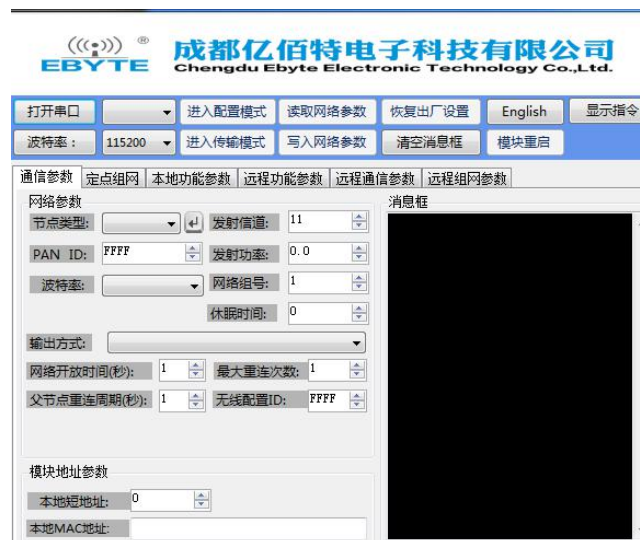 ((●)) ®
EBYTE
成都亿佰特电子科技有限公司
Chengdu Ebyte Electronic Technology Co.,Ltd.
打开串口 进入配置模式 读取网络参数 恢复出厂设置 English 显示指令
波特率： 115200 进入传输模式 写入网络参数 清空消息框 模块重启
通信参数 定点组网 本地功能参数 远程功能参数 远程通信参数 远程组网参数
网络参数 消息框
节点类型: 发射信道: 11
PAN ID: FFFF 发射功率: 0.0
波特率: 网络组号: 1
休眠时间: 0
输出方式:
网络开放时间(秒): 1 最大重连次数: 1
父节点重连周期(秒): 1 无线配置ID: FFFF
模块地址参数
本地短地址: 0
本地MAC地址: